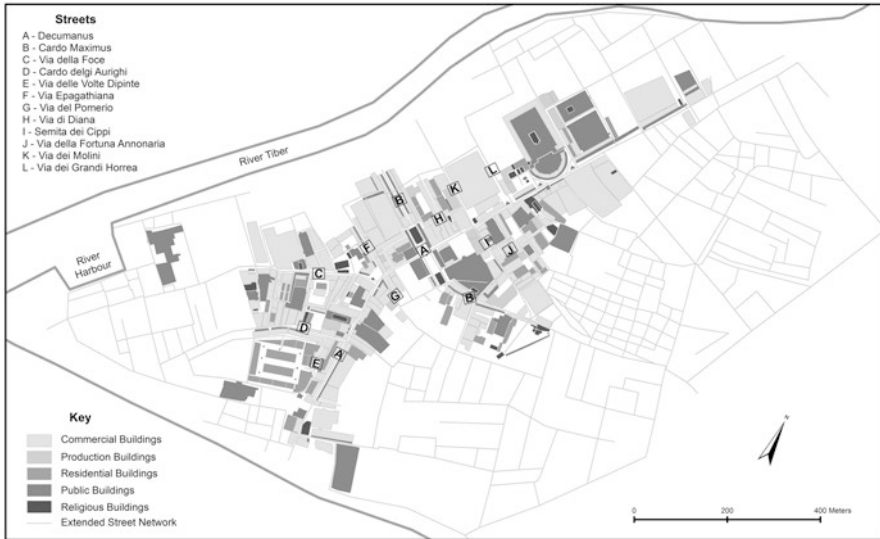 Streets
A - Decumanus
B - Cardo Maximus
C - Via della Foce
D - Cardo delgi Aurighi
E - Via delle Volte Dipinte
F - Via Epagathiana
G - Via del Pomerio
H - Via di Diana
I - Semita dei Cippi
J - Via della Fortuna Annonaria
K - Via dei Molini
L - Via dei Grandi Horrea
River Tiber
River
Harbour
L
K
B
H
I
A
J
F
C
G
B
D
A
E
N
Key
Commercial Buildings
Production Buildings
Residential Buildings
Public Buildings
Religious Buildings
Extended Street Network
0 200 400 Meters